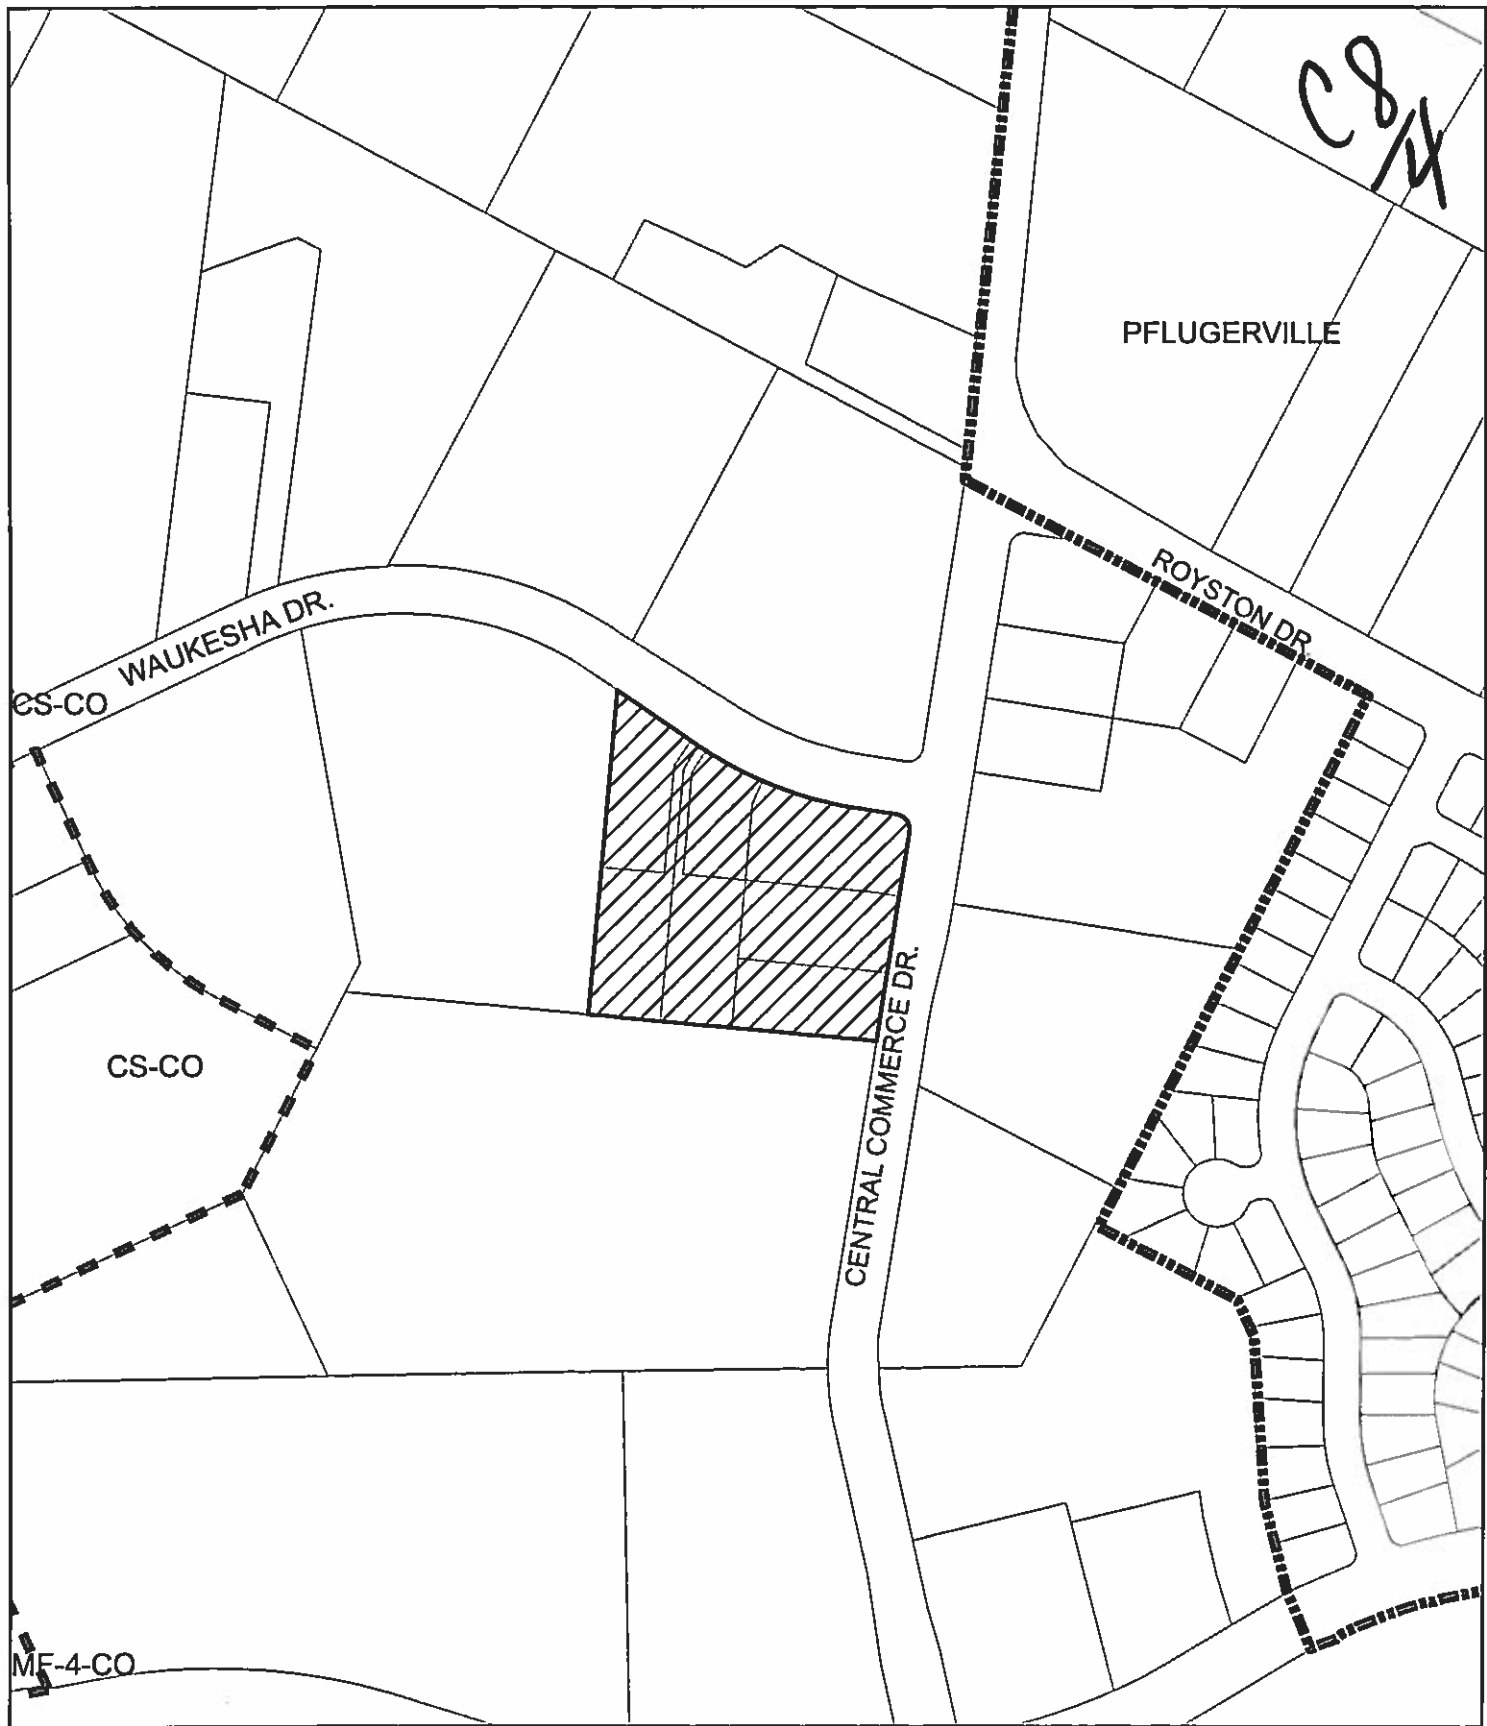 C8
/14
PFLUGERVILLE
ROYSTON DR.
WAUKESHA DR.
CS-CO
CENTRAL COMMERCE DR.
CS-CO
MF-4-CO